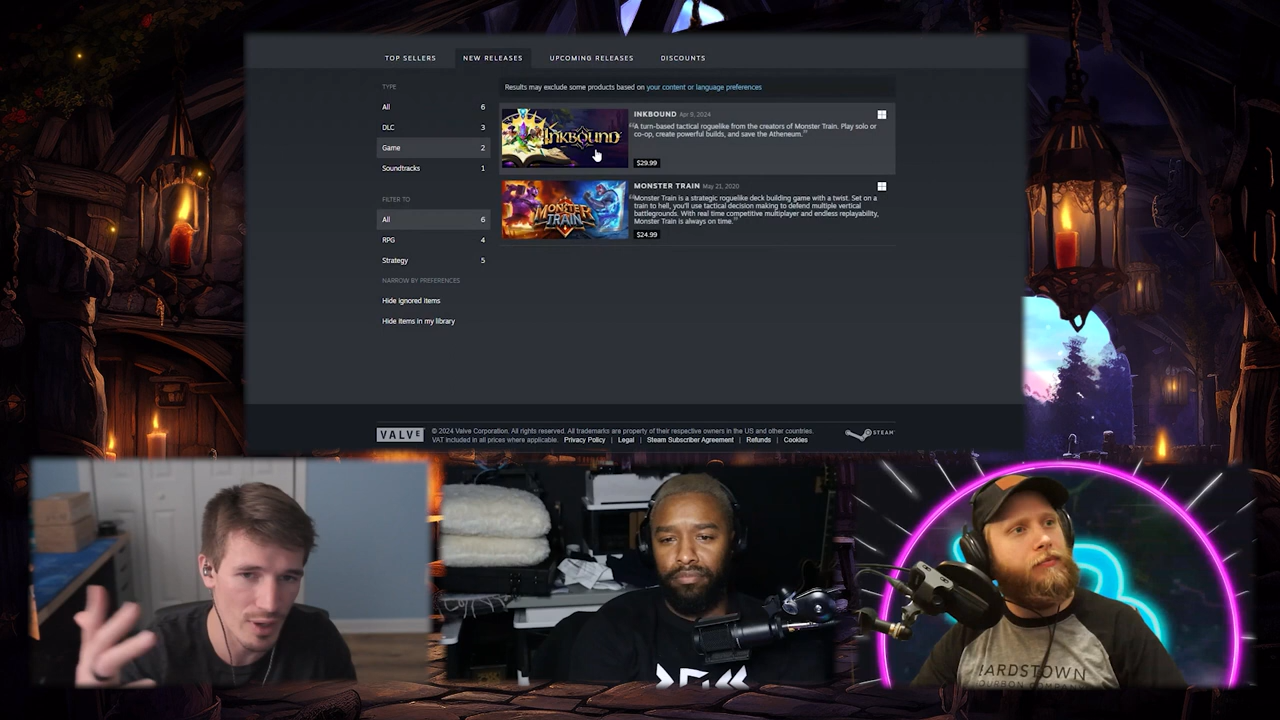 TOP SELLERS NEW RELEASES UPCOMING RELEASES DISCOUNTS
TYPE
All 6
DLC 3
Game 2
Soundtracks 1
FILTER TO
All 6
RPG 4
Strategy 5
NARROW BY PREFERENCES
Hide ignored items
Hide items in my library
Results may exclude some products based on your content or language preferences
INKBOUND
INKBOUND Apr 9, 2024
"A turn-based tactical roguelike from the creators of Monster Train. Play solo or
co-op, create powerful builds, and save the Atheneum."
$29.99
MONSTER
TRAIN
MONSTER TRAIN May 21, 2020
"Monster Train is a strategic roguelike deck building game with a twist. Set on a
train to hell, you'll use tactical decision making to defend multiple vertical
battlegrounds. With real time competitive multiplayer and endless replayability,
Monster Train is always on time."
$24.99
VALVE
© 2024 Valve Corporation. All rights reserved. All trademarks are property of their respective owners in the US and other countries.
VAT included in all prices where applicable. Privacy Policy | Legal | Steam Subscriber Agreement | Refunds | Cookies
STEAM
BARDSTOWN
BOURBON COMPANY